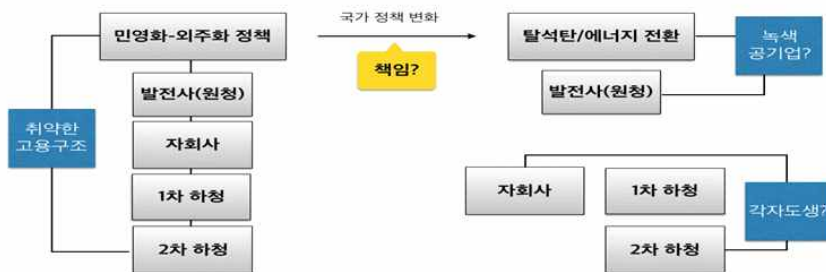 국가 정책 변화
민영화-외주화 정책
탈석탄/에너지 전환
녹색
공기업?
책임?
발전사(원청)
발전사(원청)
취약한
고용구조
자회사
1차 하청
2차 하청
자회사
1차 하청
각자도생?
2차 하청